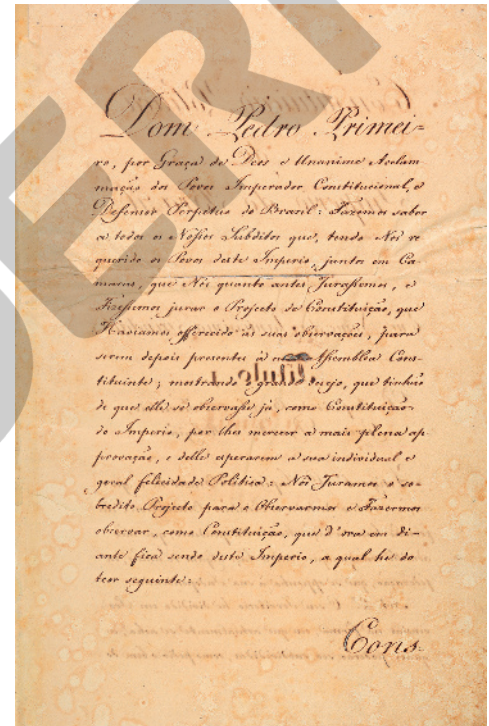 Dom Pedro Primei-
ro, por Graça de Deos e Unanime Acclam
mação dos Povos Imperador Constitucional, e
Defensor Perpetuo do Brasil: Fazemos saber
a todos os Nossos Subditos que, tendo Nos re
querido os Povos deste Imperio, juntos em Ca
maras, que Nós quanto antes Jurassemos, e
Fizessemos jurar o Projecto de Constituição, que
Haviamos offerecido ás suas observações, para
serem depois presentes á nova Assemblea Cons-
tituinte; mostrando o grande desejo, que tinhão
de que elle se observasse já, como Constituição
do Imperio, por lhes merecer a mais plena ap
provação, e delle esperarem a sua individual e
geral felicidade Politica: Nós Juramos o so-
bredito Projecto para o Observarmos e Fazermos
observar, como Constituição, que d'ora em di-
ante fica sendo deste Imperio, a qual he do
teor seguinte:
Cons-